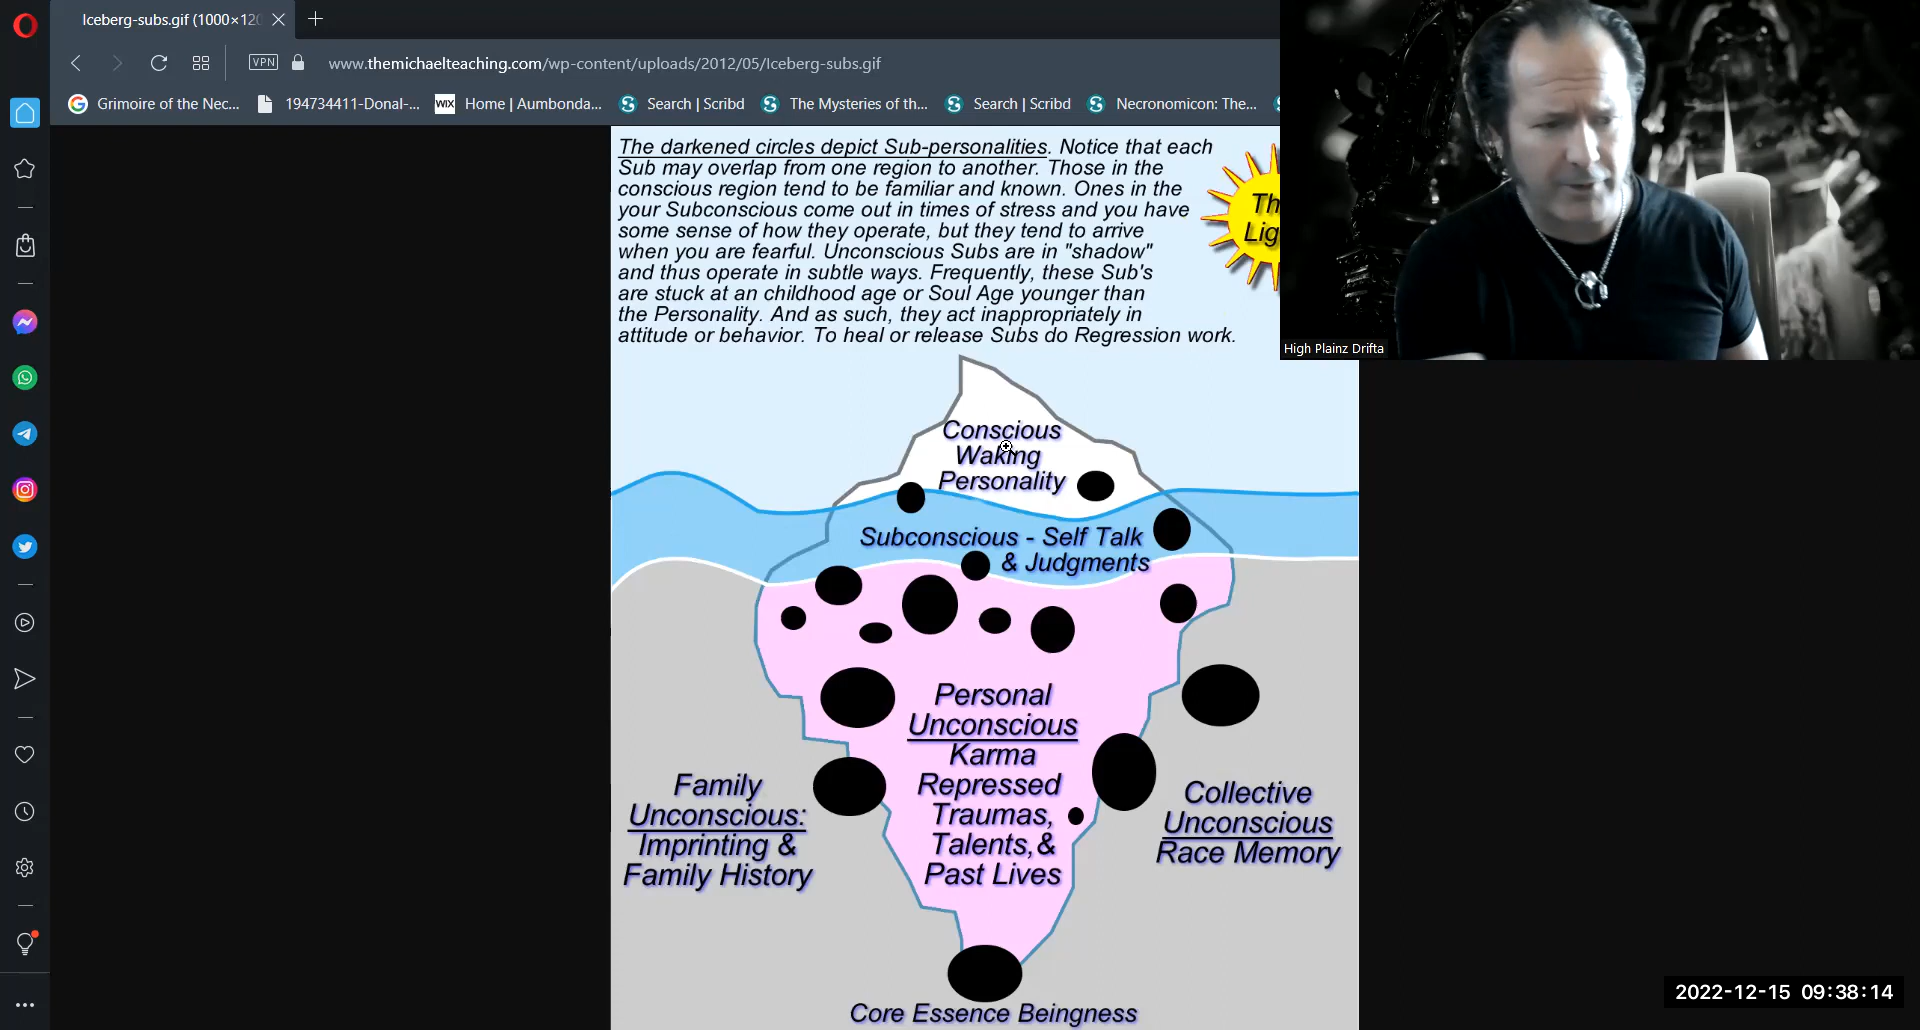 Iceberg-subs.gif (1000×120
VPN
www.themichaelteaching.com/wp-content/uploads/2012/05/Iceberg-subs.gif
Grimoire of the Nec...
194734411-Donal-...
WIX
Home | Aumbonda...
Search | Scribd
The Mysteries of th...
Search | Scribd
Necronomicon: The...
The darkened circles depict Sub-personalities. Notice that each
Sub may overlap from one region to another. Those in the
conscious region tend to be familiar and known. Ones in the
your Subconscious come out in times of stress and you have
some sense of how they operate, but they tend to arrive
when you are fearful. Unconscious Subs are in "shadow"
and thus operate in subtle ways. Frequently, these Sub's
are stuck at an childhood age or Soul Age younger than
the Personality. And as such, they act inappropriately in
attitude or behavior. To heal or release Subs do Regression work.
Th
Lig
High Plainz Drifta
Conscious
Waking
Personality
Subconscious - Self Talk
& Judgments
Personal
Unconscious
Karma
Repressed
Traumas,
Talents,&
Past Lives
Family
Unconscious:
Imprinting &
Family History
Collective
Unconscious
Race Memory
Core Essence Beingness
2022-12-15 09:38:14